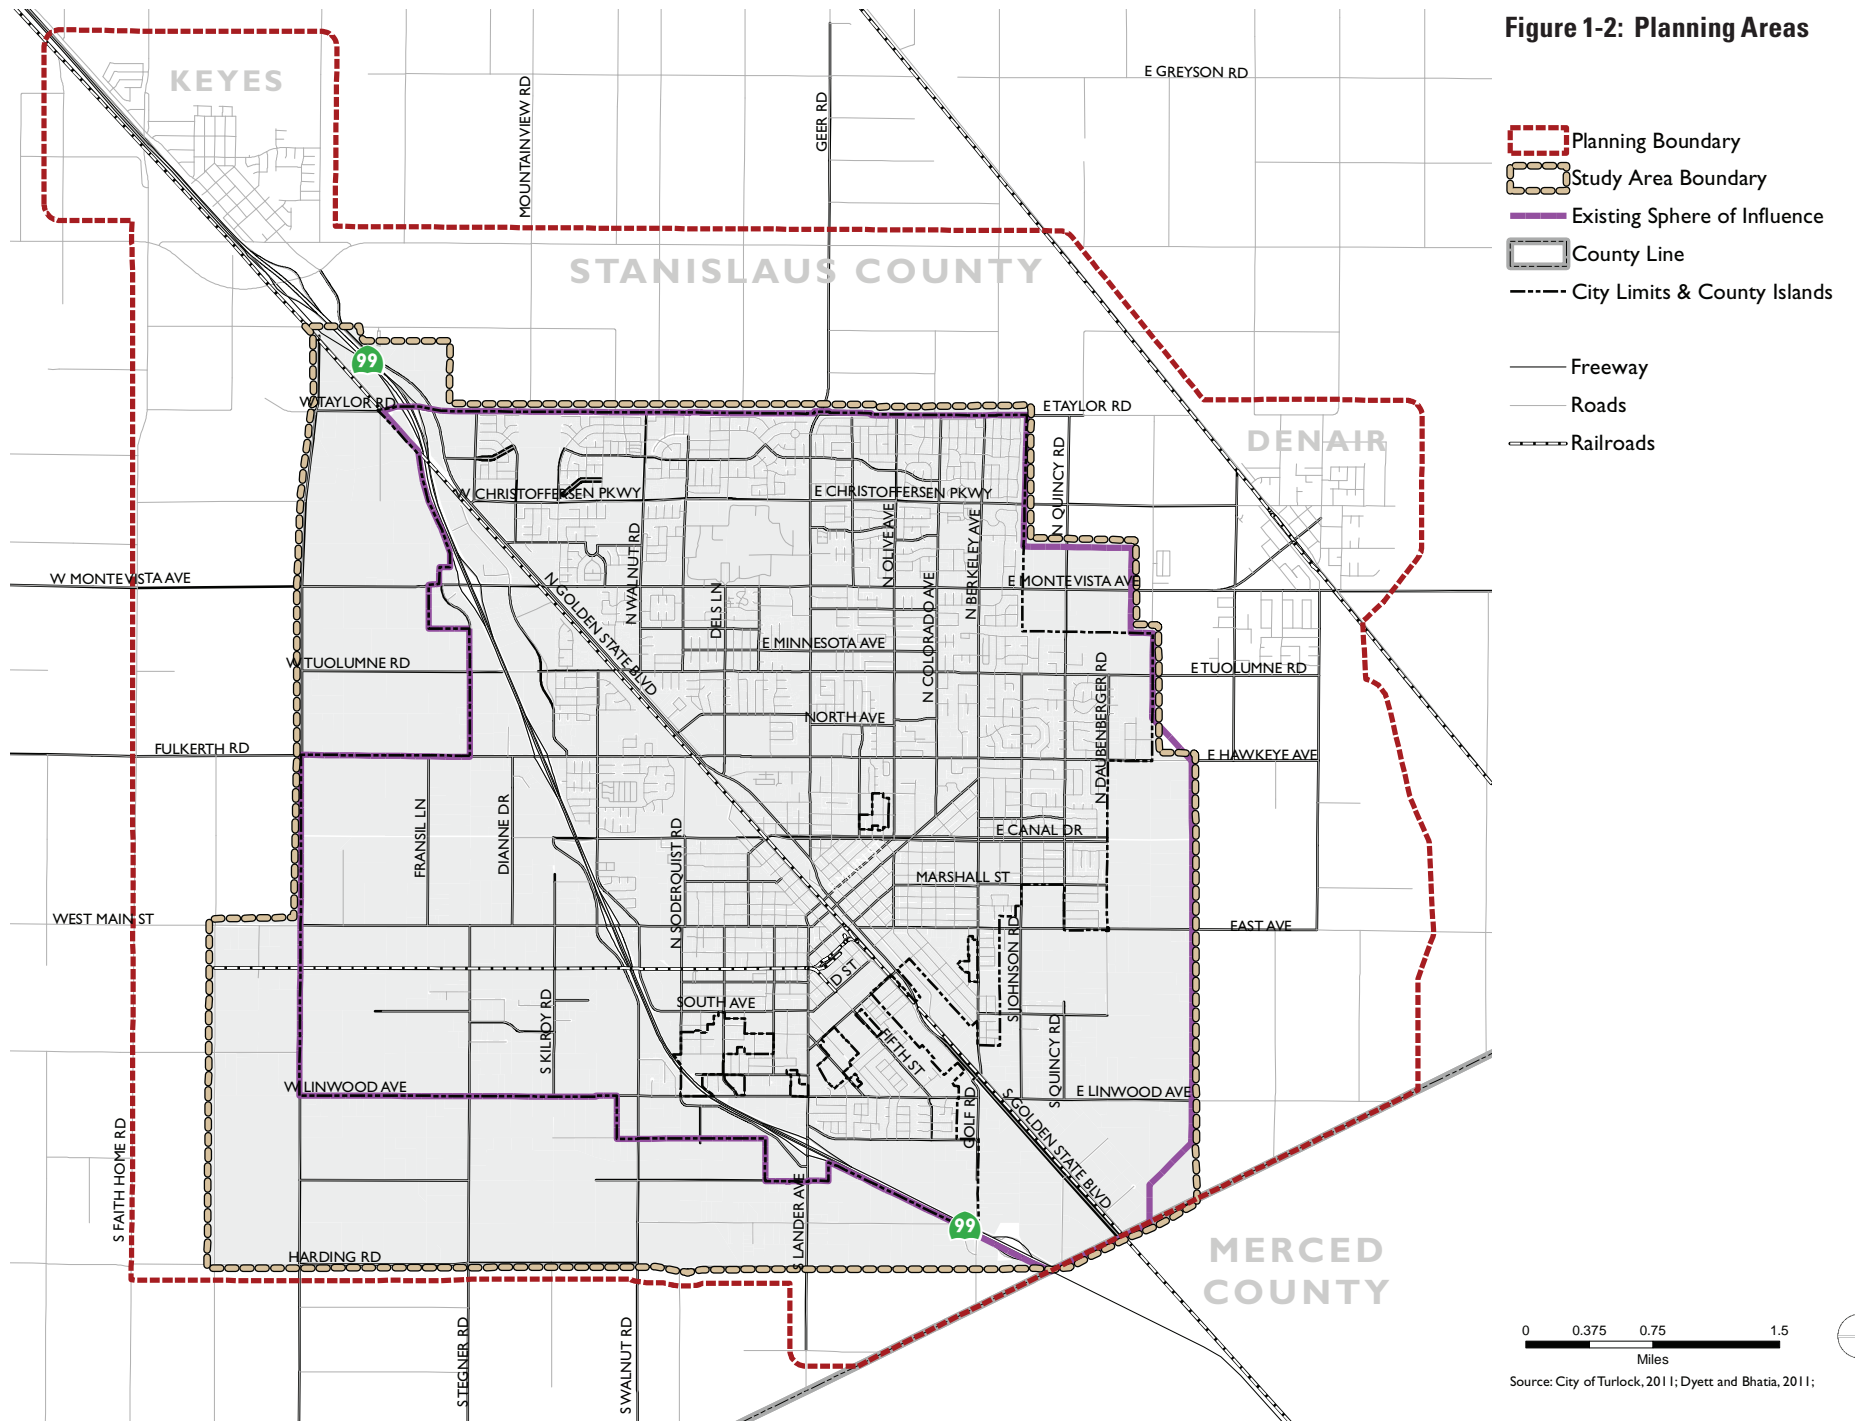 Figure 1-2: Planning Areas
KEYES
E GREYSON RD
MOUNTAINVIEW RD
GEER RD
Planning Boundary
Study Area Boundary
Existing Sphere of Influence
County Line
City Limits & County Islands
Freeway
Roads
Railroads
STANISLAUS COUNTY
99
W TAYLOR RD
E TAYLOR RD
DENAIR
N QUINCY RD
W CHRISTOFFERSEN PKWY
E CHRISTOFFERSEN PKWY
N WALNUT RD
N OLIVE AVE
N BERKELEY AVE
W MONTEVISTA AVE
E MONTEVISTA AVE
N GOLDEN STATE BLVD
DELS LN
N COLORADO AVE
E MINNESOTA AVE
W TUOLUMNE RD
E TUOLUMNE RD
N DAUBENBERGER RD
NORTH AVE
FULKERTH RD
E HAWKEYE AVE
FRANSIL LN
DIANNE DR
N SODERQUIST RD
E CANAL DR
MARSHALL ST
WEST MAIN ST
EAST AVE
D ST
S JOHNSON RD
SOUTH AVE
S KILROY RD
FIFTH ST
S QUINCY RD
W LINWOOD AVE
E LINWOOD AVE
GOLF RD
S GOLDEN STATE BLVD
S FAITH HOME RD
S LANDER AVE
99
HARDING RD
MERCED
COUNTY
S TEGNER RD
S WALNUT RD
0 0.375 0.75 1.5
Miles
Source: City of Turlock, 2011; Dyett and Bhatia, 2011;